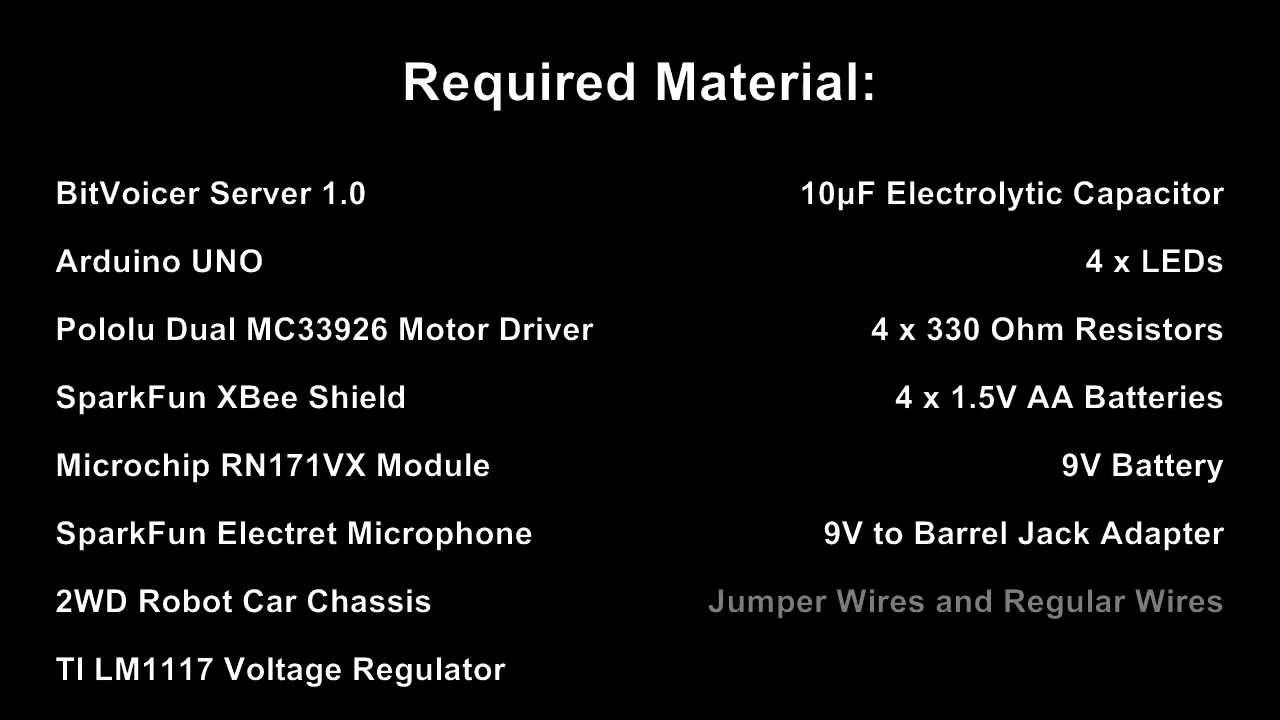 Required Material:
BitVoicer Server 1.0
Arduino UNO
Pololu Dual MC33926 Motor Driver
SparkFun XBee Shield
Microchip RN171VX Module
SparkFun Electret Microphone
2WD Robot Car Chassis
TI LM1117 Voltage Regulator
10µF Electrolytic Capacitor
4 x LEDs
4 x 330 Ohm Resistors
4 x 1.5V AA Batteries
9V Battery
9V to Barrel Jack Adapter
Jumper Wires and Regular Wires